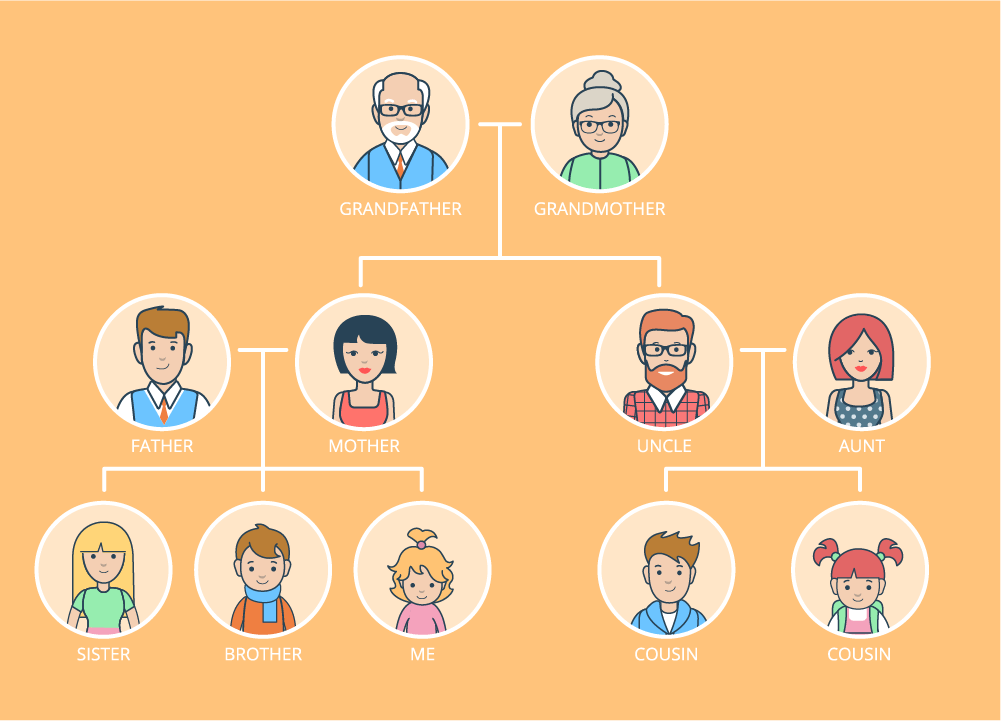 GRANDFATHER
GRANDMOTHER
FATHER
MOTHER
UNCLE
AUNT
SISTER
BROTHER
ME
COUSIN
COUSIN